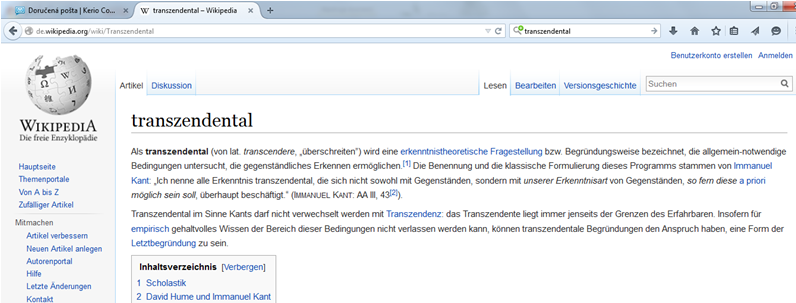 Doručená pošta | Kerio Co...
transzendental – Wikipedia
de.wikipedia.org/wiki/Transzendental
transzendental
Benutzerkonto erstellen Anmelden
Artikel Diskussion
Lesen Bearbeiten Versionsgeschichte
Suchen
WIKIPEDIA
Die freie Enzyklopädie
Hauptseite
Themenportale
Von A bis Z
Zufälliger Artikel
Mitmachen
Artikel verbessern
Neuen Artikel anlegen
Autorenportal
Hilfe
Letzte Änderungen
Kontakt
transzendental
Als transzendental (von lat. transcendere, „überschreiten“) wird eine erkenntnistheoretische Fragestellung bzw. Begründungsweise bezeichnet, die allgemein-notwendige
Bedingungen untersucht, die gegenständliches Erkennen ermöglichen.[1] Die Benennung und die klassische Formulierung dieses Programms stammen von Immanuel
Kant: „Ich nenne alle Erkenntnis transzendental, die sich nicht sowohl mit Gegenständen, sondern mit unserer Erkenntnisart von Gegenständen, so fern diese a priori
möglich sein soll, überhaupt beschäftigt.“ (IMMANUEL KANT: AA III, 43[2]).
Transzendental im Sinne Kants darf nicht verwechselt werden mit Transzendenz: das Transzendente liegt immer jenseits der Grenzen des Erfahrbaren. Insofern für
empirisch gehaltvolles Wissen der Bereich dieser Bedingungen nicht verlassen werden kann, können transzendentale Begründungen den Anspruch haben, eine Form der
Letztbegründung zu sein.
Inhaltsverzeichnis [Verbergen]
1 Scholastik
2 David Hume und Immanuel Kant